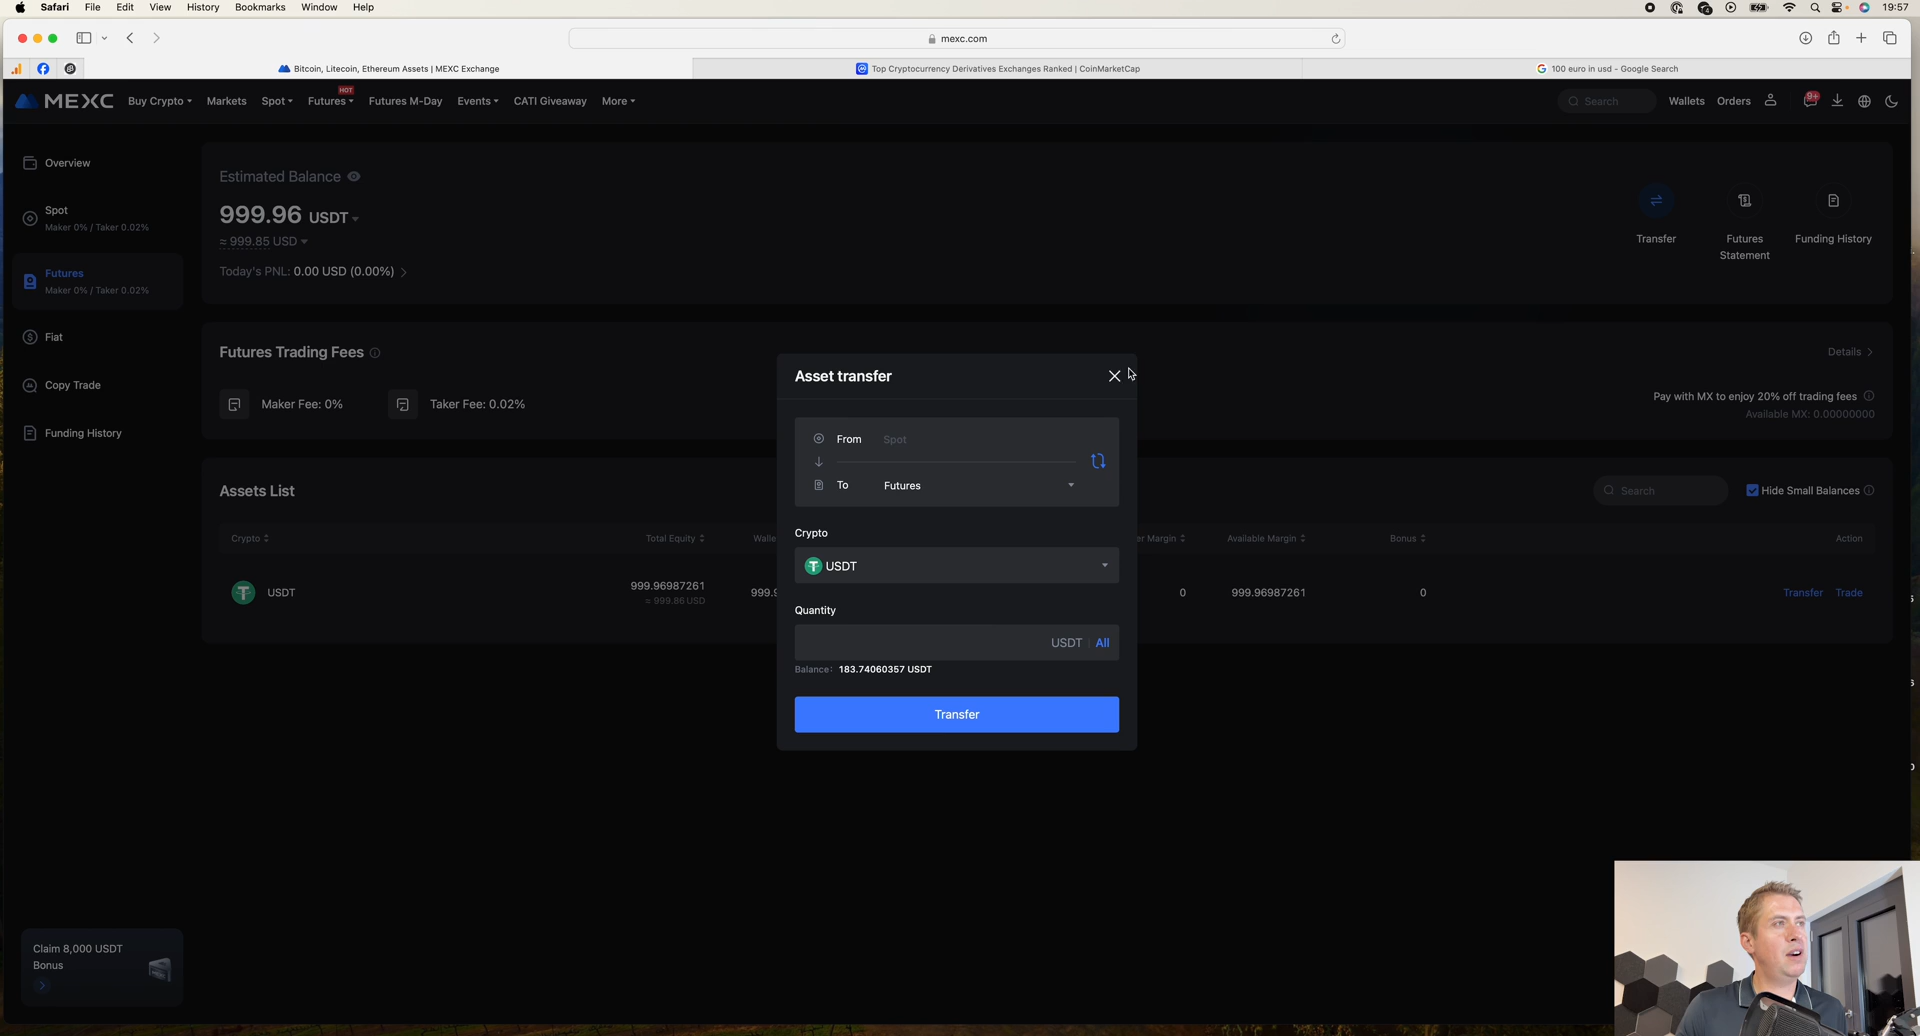 Safari File Edit View History Bookmarks Window Help 19:57
mexc.com
Bitcoin, Litecoin, Ethereum Assets | MEXC Exchange
Top Cryptocurrency Derivatives Exchanges Ranked | CoinMarketCap
100 euro in usd - Google Search
MEXC Buy Crypto Markets Spot Futures HOT Futures M-Day Events CATI Giveaway More Search Wallets Orders 9+
Overview
Spot
Maker 0% / Taker 0.02%
Futures
Maker 0% / Taker 0.02%
Fiat
Copy Trade
Funding History
Estimated Balance
999.96 USDT
≈ 999.85 USD
Today's PNL: 0.00 USD (0.00%)
Transfer
Futures
Statement
Funding History
Futures Trading Fees
Details
Maker Fee: 0% Taker Fee: 0.02%
Pay with MX to enjoy 20% off trading fees
Available MX: 0.00000000
Assets List
Search
Hide Small Balances
Crypto Total Equity Walle er Margin Available Margin Bonus Action
USDT 999.96987261 999.9 0 999.96987261 0 Transfer Trade
≈ 999.86 USD
Asset transfer
From Spot
To Futures
Crypto
USDT
Quantity
USDT All
Balance: 183.74060357 USDT
Transfer
Claim 8,000 USDT
Bonus